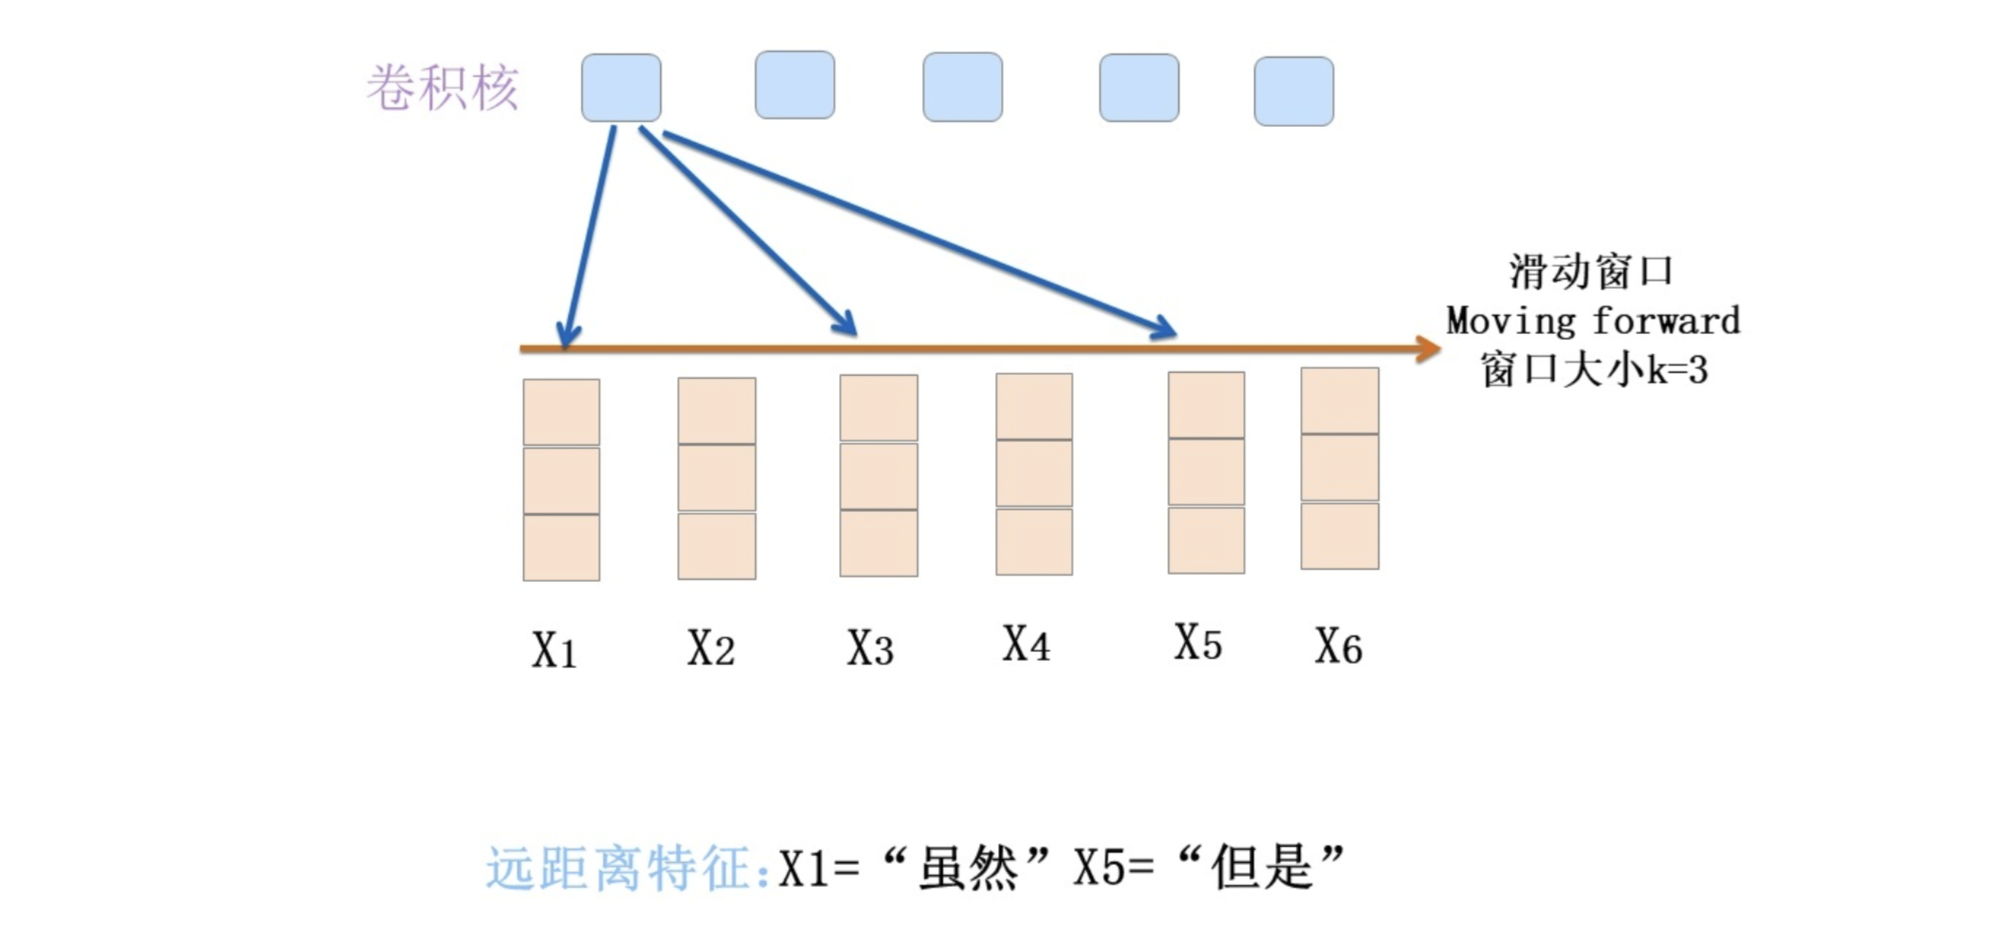 卷积核
滑动窗口
Moving forward
窗口大小k=3
X1 X2 X3 X4 X5 X6
远距离特征:X1=“虽然”X5=“但是”